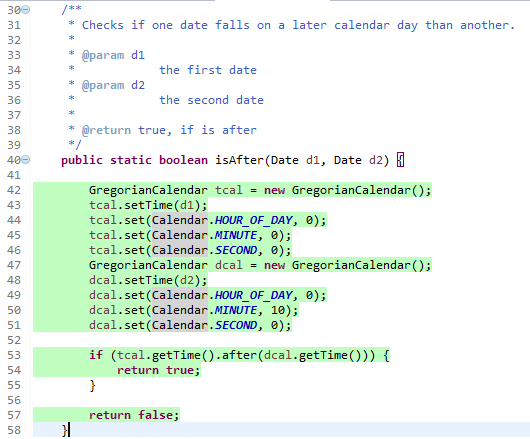 30 /**
31 * Checks if one date falls on a later calendar day than another.
32 *
33 * @param d1
34 * the first date
35 * @param d2
36 * the second date
37 *
38 * @return true, if is after
39 */
40 public static boolean isAfter(Date d1, Date d2) {
41
42 GregorianCalendar tcal = new GregorianCalendar();
43 tcal.setTime(d1);
44 tcal.set(Calendar.HOUR_OF_DAY, 0);
45 tcal.set(Calendar.MINUTE, 0);
46 tcal.set(Calendar.SECOND, 0);
47 GregorianCalendar dcal = new GregorianCalendar();
48 dcal.setTime(d2);
49 dcal.set(Calendar.HOUR_OF_DAY, 0);
50 dcal.set(Calendar.MINUTE, 10);
51 dcal.set(Calendar.SECOND, 0);
52
53 if (tcal.getTime().after(dcal.getTime())) {
54 return true;
55 }
56
57 return false;
58 }